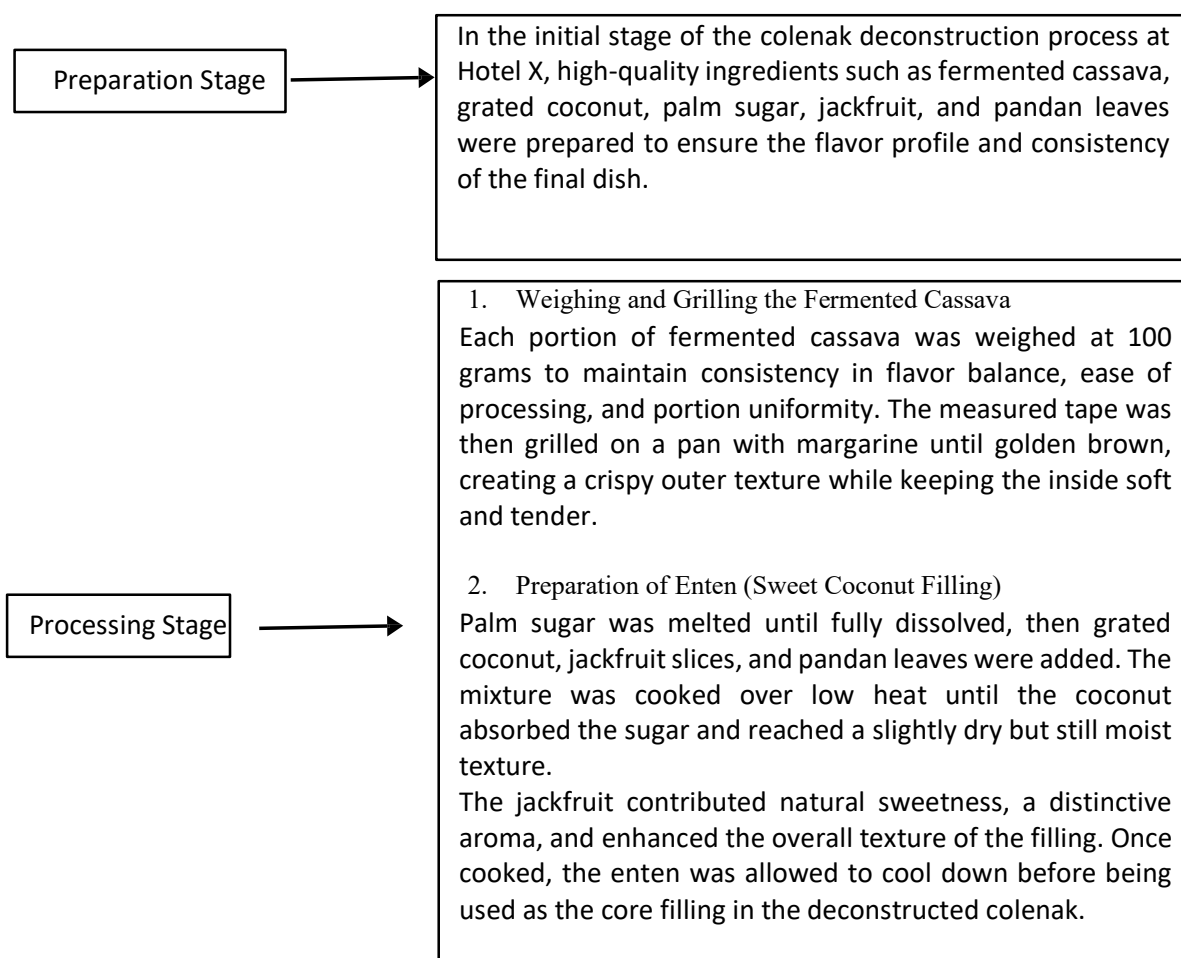 Preparation Stage
In the initial stage of the colenak deconstruction process at
Hotel X, high-quality ingredients such as fermented cassava,
grated coconut, palm sugar, jackfruit, and pandan leaves
were prepared to ensure the flavor profile and consistency
of the final dish.
Processing Stage
1. Weighing and Grilling the Fermented Cassava
Each portion of fermented cassava was weighed at 100
grams to maintain consistency in flavor balance, ease of
processing, and portion uniformity. The measured tape was
then grilled on a pan with margarine until golden brown,
creating a crispy outer texture while keeping the inside soft
and tender.
2. Preparation of Enten (Sweet Coconut Filling)
Palm sugar was melted until fully dissolved, then grated
coconut, jackfruit slices, and pandan leaves were added. The
mixture was cooked over low heat until the coconut
absorbed the sugar and reached a slightly dry but still moist
texture.
The jackfruit contributed natural sweetness, a distinctive
aroma, and enhanced the overall texture of the filling. Once
cooked, the enten was allowed to cool down before being
used as the core filling in the deconstructed colenak.